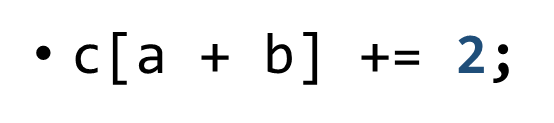 • c[a + b] += 2;